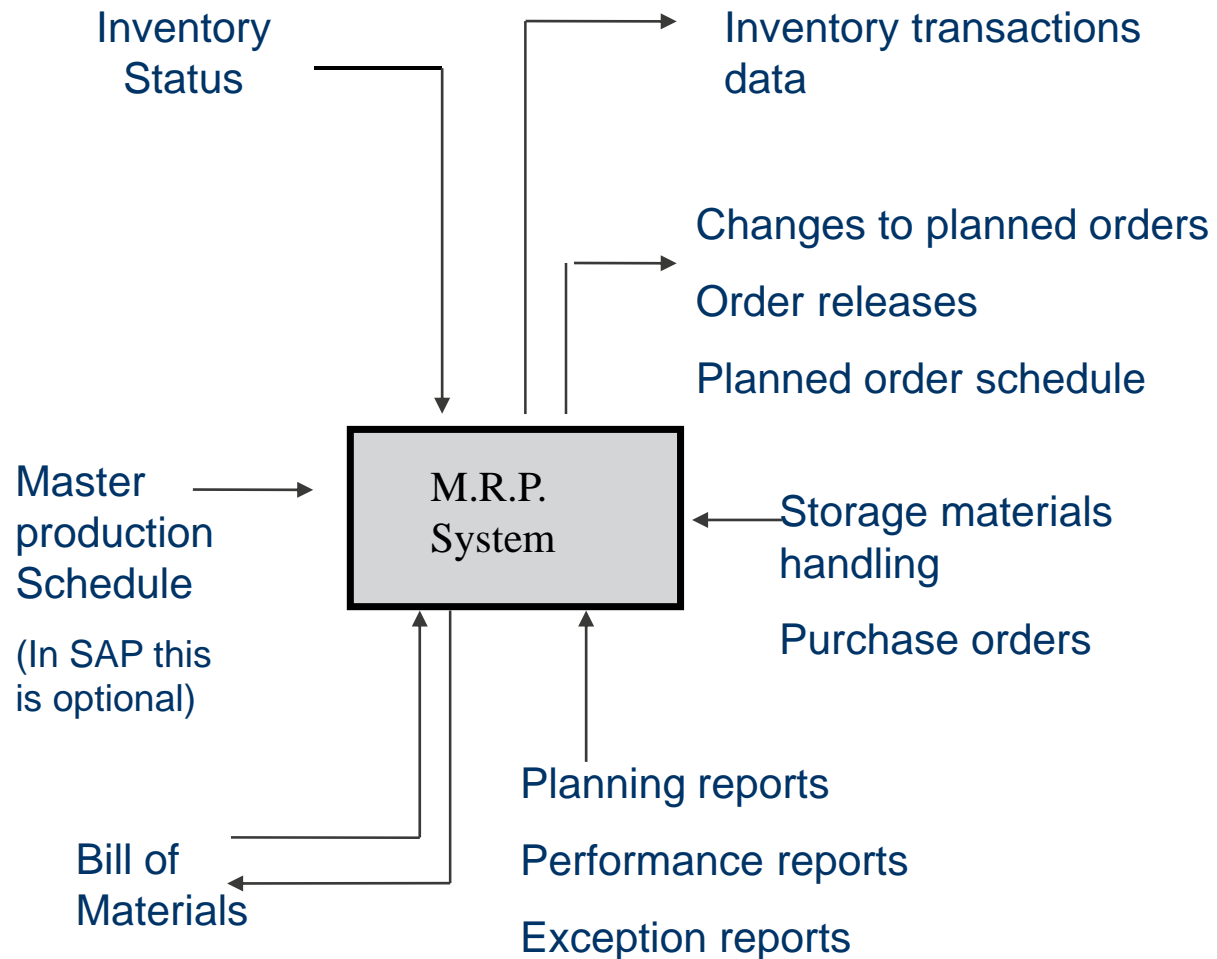 Inventory
Status
Inventory transactions
data
Changes to planned orders
Order releases
Planned order schedule
Master
production
Schedule
(In SAP this
is optional)
M.R.P.
System
Storage materials
handling
Purchase orders
Bill of
Materials
Planning reports
Performance reports
Exception reports